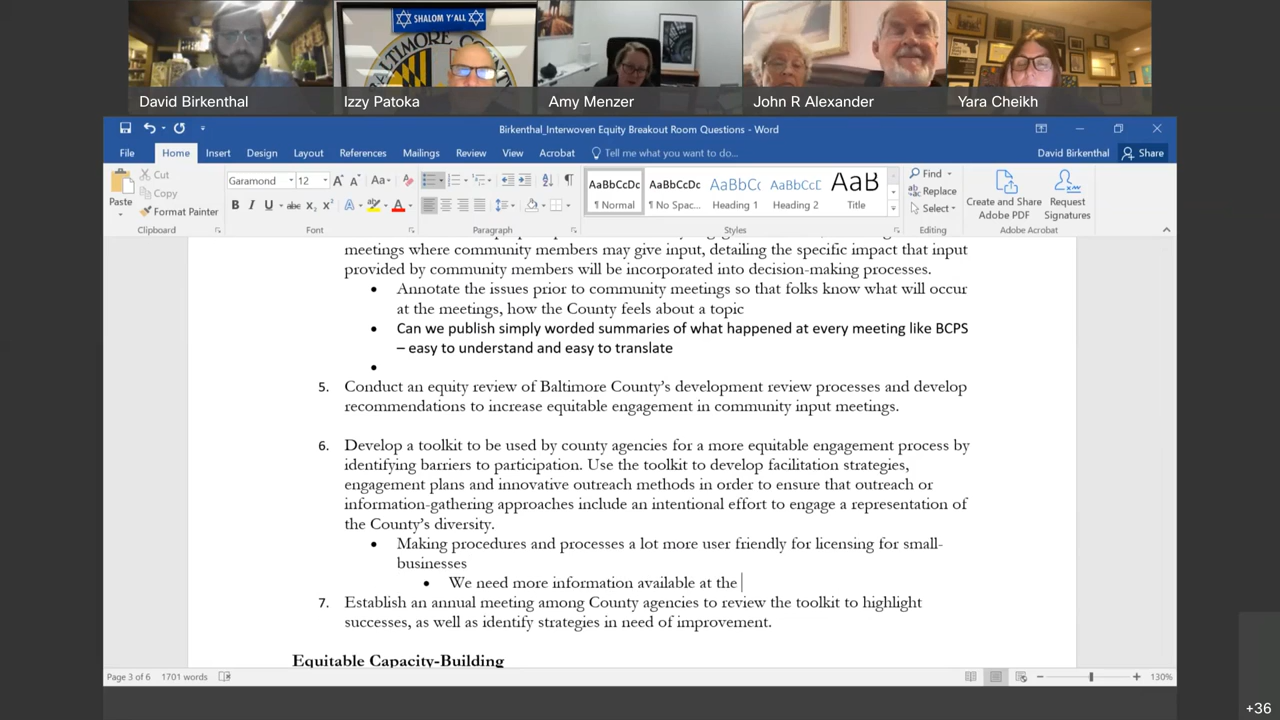 SHALOM Y'ALL
BALTIMORE COUNTY
David Birkenthal
Izzy Patoka
Amy Menzer
John R Alexander
Yara Cheikh
Birkenthal_Interwoven Equity Breakout Room Questions - Word
File Home Insert Design Layout References Mailings Review View Acrobat Tell me what you want to do... David Birkenthal Share
Paste
Cut
Copy
Format Painter
Clipboard
Garamond 12
Font
Paragraph
AaBbCcDc AaBbCcDc AaBbCc AaBbCcD AaB
¶ Normal ¶ No Spac... Heading 1 Heading 2 Title
Styles
Find
Replace
Select
Editing
Create and Share
Adobe PDF
Request
Signatures
Adobe Acrobat
meetings where community members may give input, detailing the specific impact that input
provided by community members will be incorporated into decision-making processes.
• Annotate the issues prior to community meetings so that folks know what will occur
at the meetings, how the County feels about a topic
• Can we publish simply worded summaries of what happened at every meeting like BCPS
– easy to understand and easy to translate
•
5. Conduct an equity review of Baltimore County's development review processes and develop
recommendations to increase equitable engagement in community input meetings.
6. Develop a toolkit to be used by county agencies for a more equitable engagement process by
identifying barriers to participation. Use the toolkit to develop facilitation strategies,
engagement plans and innovative outreach methods in order to ensure that outreach or
information-gathering approaches include an intentional effort to engage a representation of
the County's diversity.
• Making procedures and processes a lot more user friendly for licensing for small-
businesses
• We need more information available at the
7. Establish an annual meeting among County agencies to review the toolkit to highlight
successes, as well as identify strategies in need of improvement.
Equitable Capacity-Building
Page 3 of 6 1701 words 130%
+36